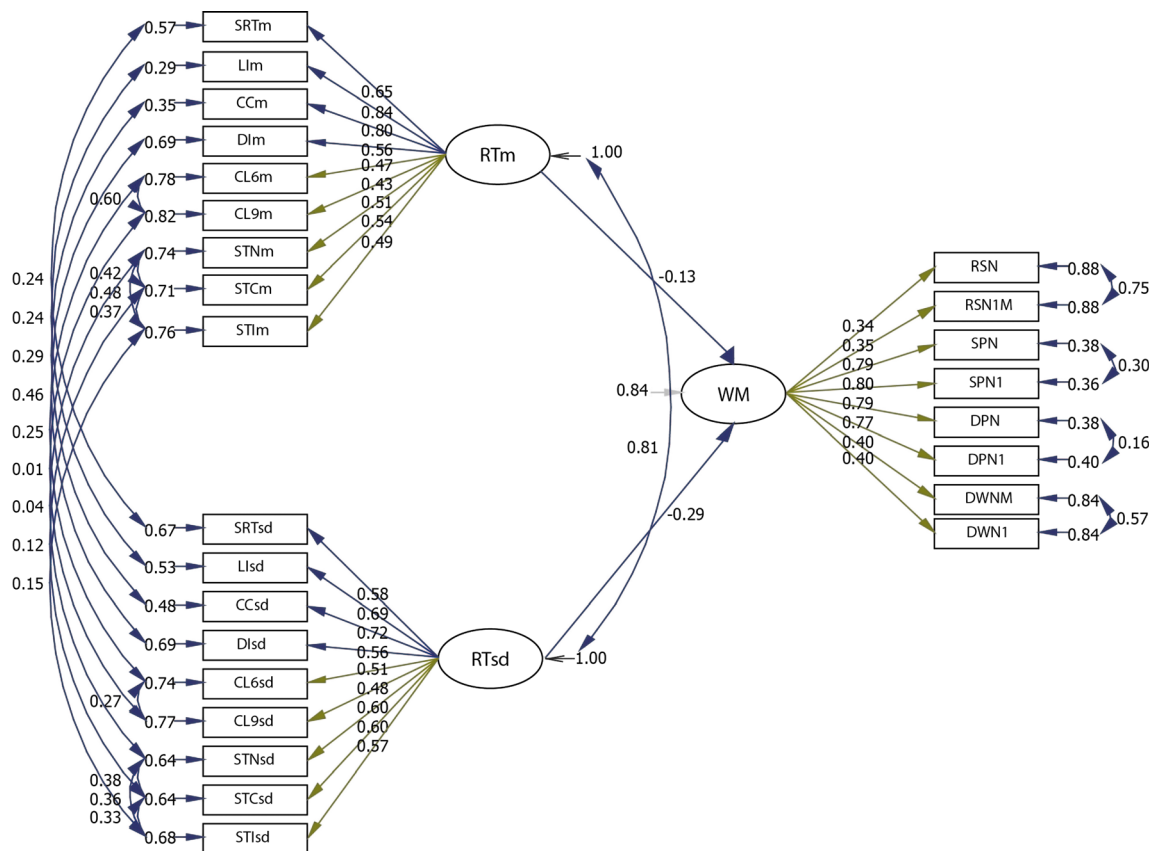 0.57 SRTm
0.29 LIm
0.35 CCm
0.69 DIm
0.78 CL6m
0.60
0.82 CL9m
0.74 STNm
0.42
0.48
0.37
0.71 STCm
0.76 STIm
0.65
0.84
0.80
0.56
0.47
0.43
0.51
0.54
0.49
RTm
1.00
0.24
0.24
0.29
0.46
0.25
0.01
0.04
0.12
0.15
-0.13
0.84
WM
0.81
-0.29
0.34
0.35
0.79
0.80
0.79
0.77
0.40
0.40
RSN 0.88
0.75
RSN1M 0.88
SPN 0.38
0.30
SPN1 0.36
DPN 0.38
0.16
DPN1 0.40
DWNM 0.84
0.57
DWN1 0.84
0.67 SRTsd
0.53 LIsd
0.48 CCsd
0.69 DIsd
0.74 CL6sd
0.27
0.77 CL9sd
0.64 STNsd
0.38
0.36
0.33
0.64 STCsd
0.68 STIsd
0.58
0.69
0.72
0.56
0.51
0.48
0.60
0.60
0.57
RTsd
1.00